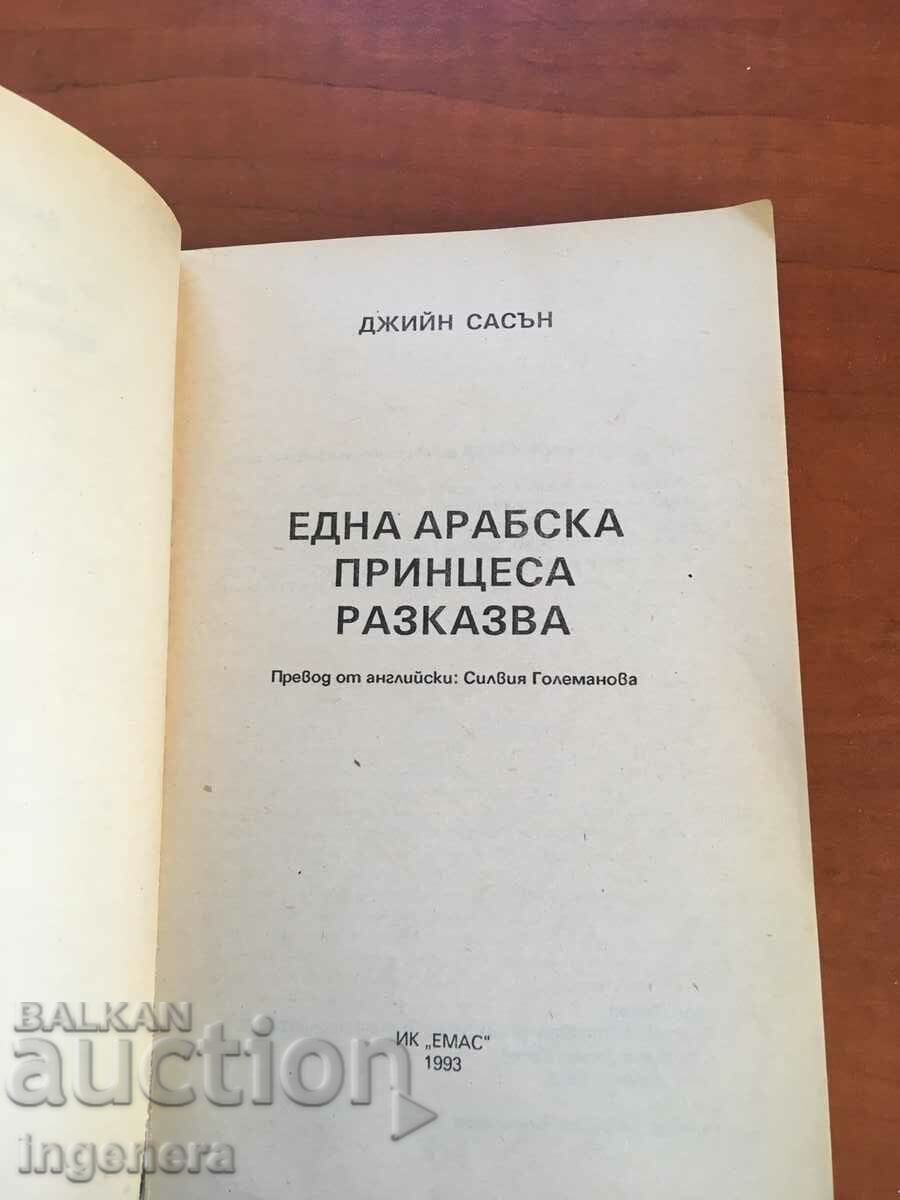 ДЖИЙН САСЪН
ЕДНА АРАБСКА
ПРИНЦЕСА
РАЗКАЗВА
Превод от английски: Силвия Големанова
ИК „ЕМАС“
1993
BALKAN
auction
ingenera